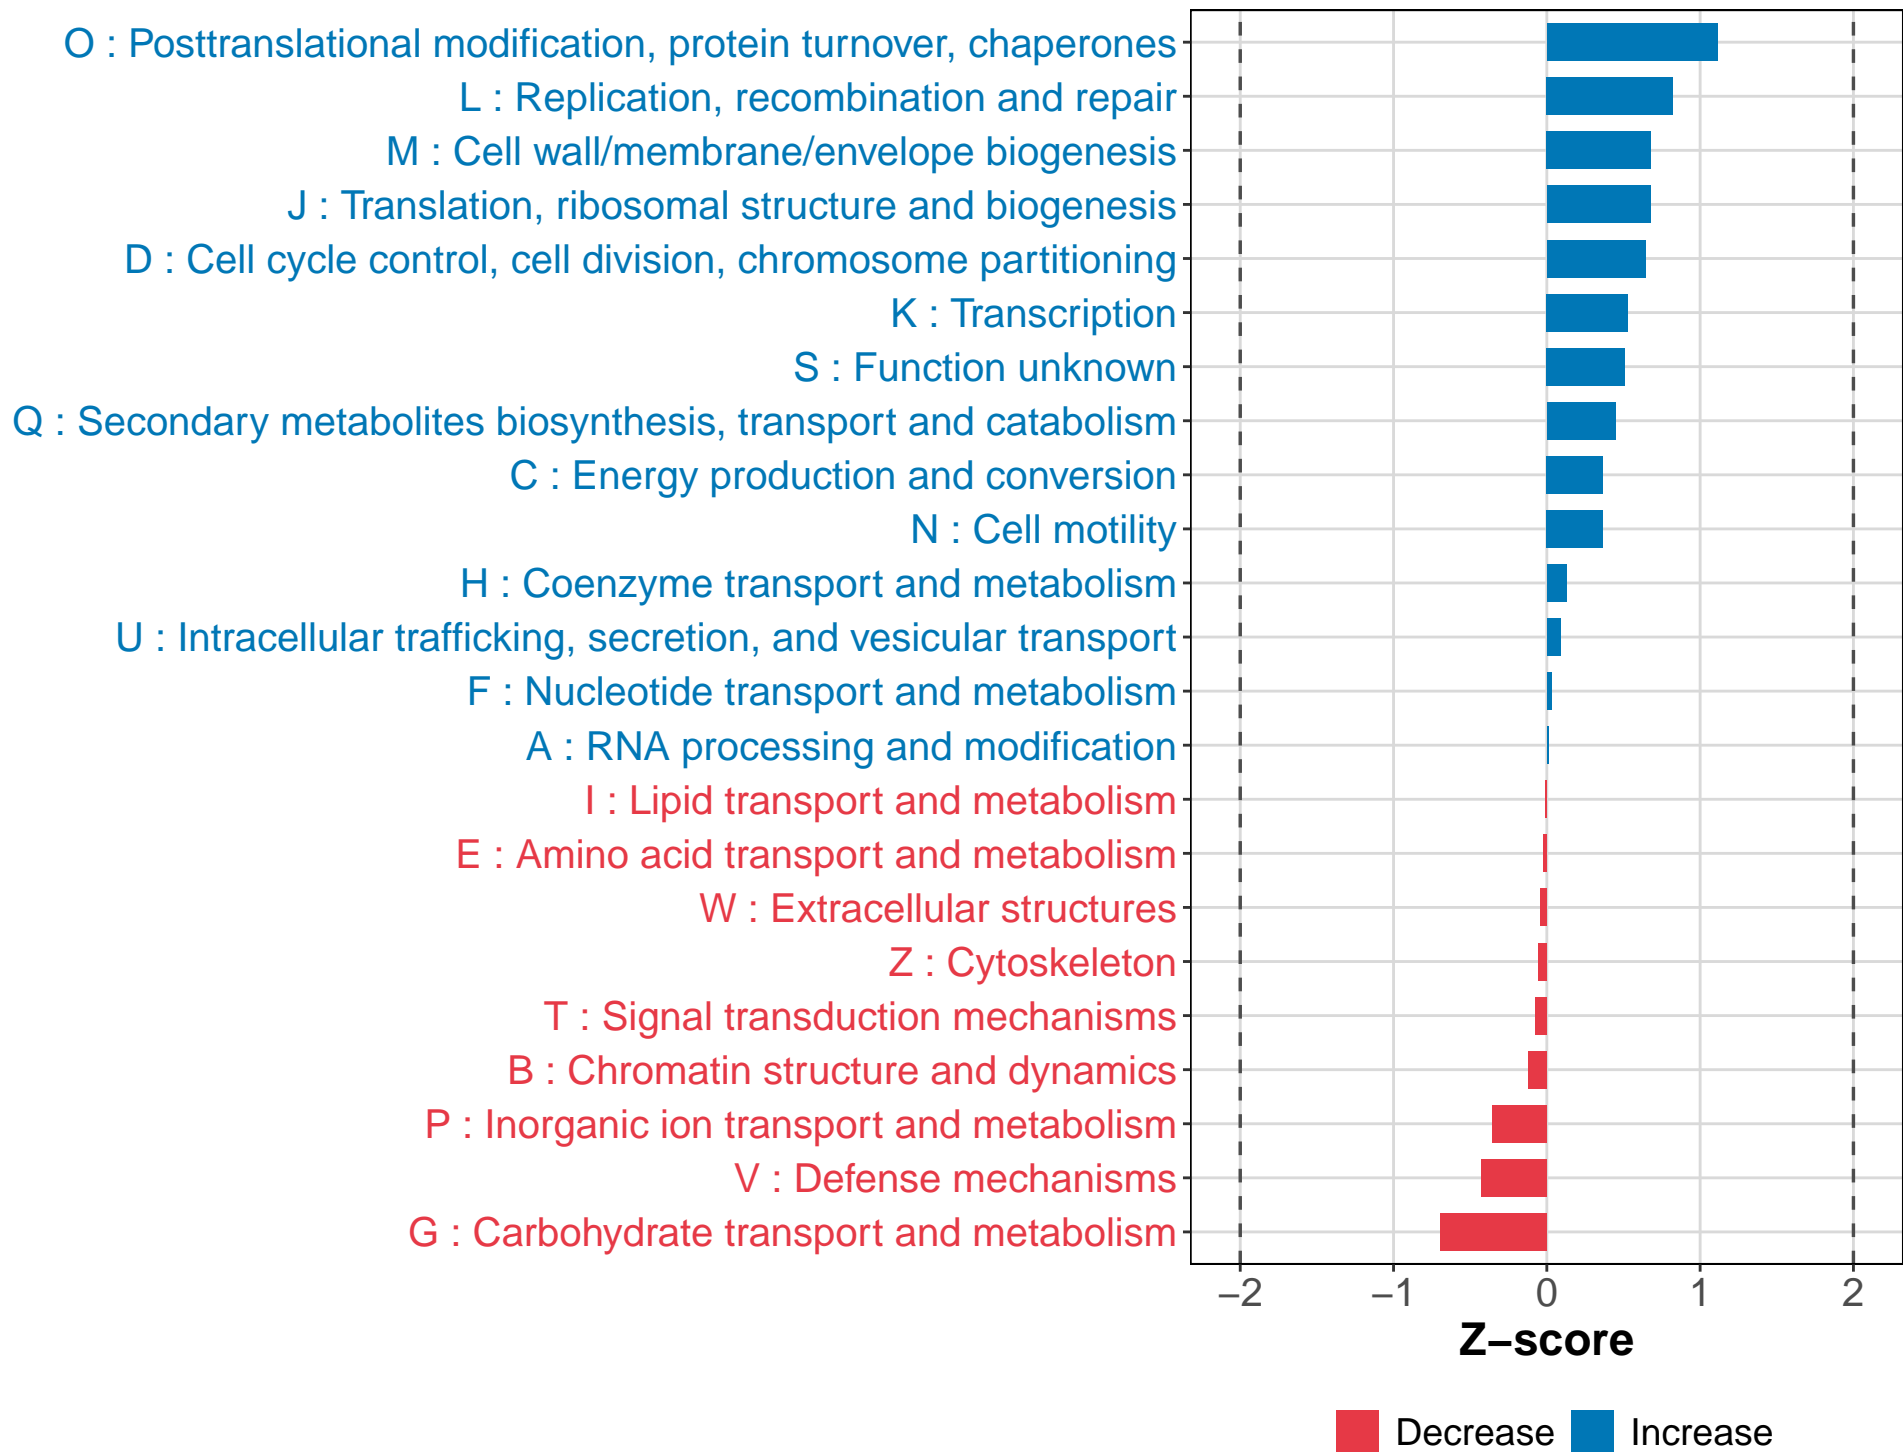 O : Posttranslational modification, protein turnover, chaperones
L : Replication, recombination and repair
M : Cell wall/membrane/envelope biogenesis
J : Translation, ribosomal structure and biogenesis
D : Cell cycle control, cell division, chromosome partitioning
K : Transcription
S : Function unknown
Q : Secondary metabolites biosynthesis, transport and catabolism
C : Energy production and conversion
N : Cell motility
H : Coenzyme transport and metabolism
U : Intracellular trafficking, secretion, and vesicular transport
F : Nucleotide transport and metabolism
A : RNA processing and modification
I : Lipid transport and metabolism
E : Amino acid transport and metabolism
W : Extracellular structures
Z : Cytoskeleton
T : Signal transduction mechanisms
B : Chromatin structure and dynamics
P : Inorganic ion transport and metabolism
V : Defense mechanisms
G : Carbohydrate transport and metabolism
−2 −1 0 1 2
Z−score
Decrease Increase